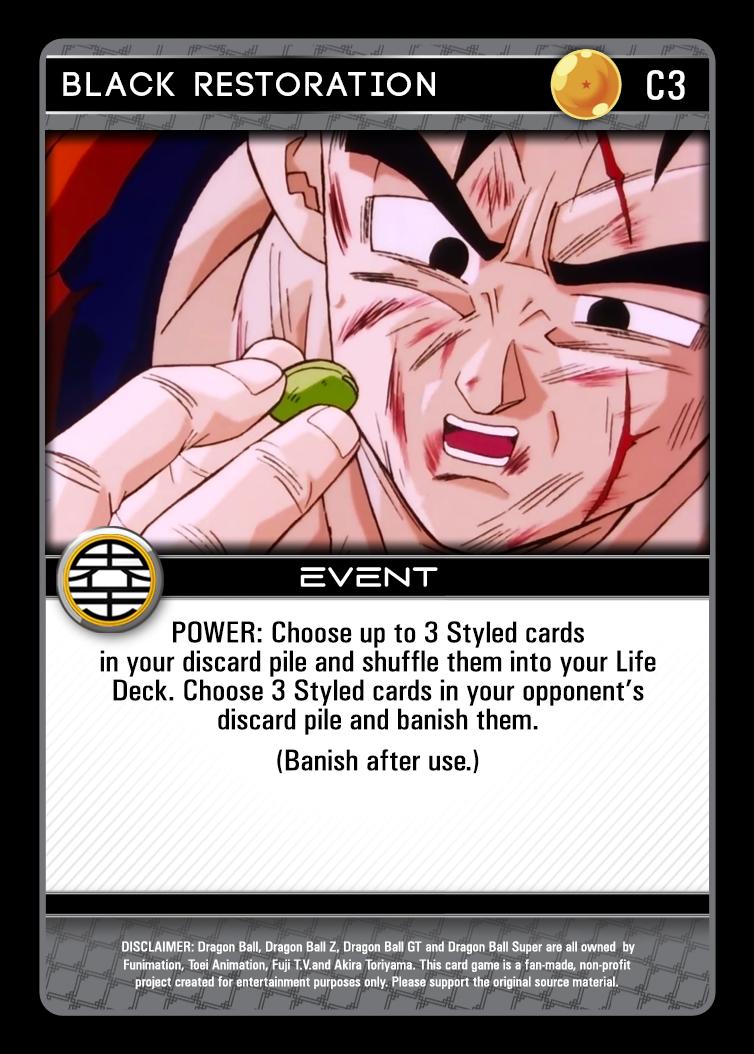 BLACK RESTORATION
C3
EVENT
POWER: Choose up to 3 Styled cards
in your discard pile and shuffle them into your Life
Deck. Choose 3 Styled cards in your opponent's
discard pile and banish them.
(Banish after use.)
DISCLAIMER: Dragon Ball, Dragon Ball Z, Dragon Ball GT and Dragon Ball Super are all owned by
Funimation, Toei Animation, Fuji T.V.and Akira Toriyama. This card game is a fan-made, non-profit
project created for entertainment purposes only. Please support the original source material.